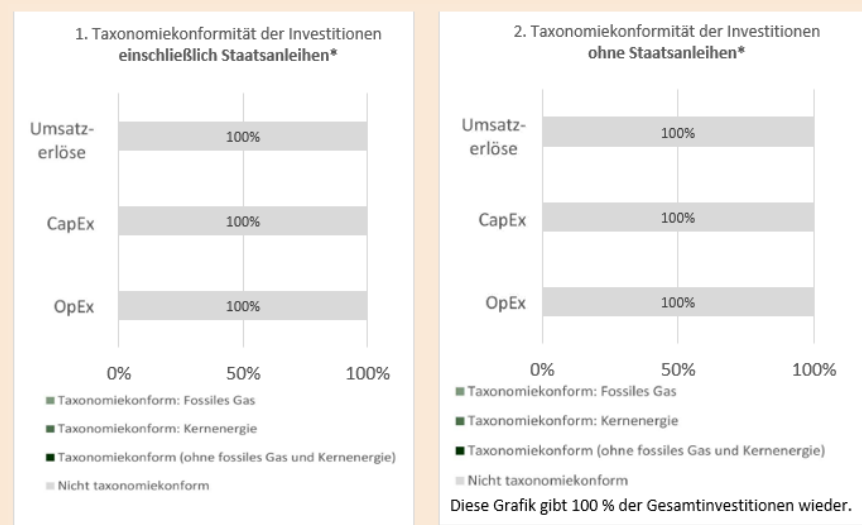 1. Taxonomiekonformität der Investitionen
einschließlich Staatsanleihen*
Umsatz-
erlöse
100%
CapEx
100%
OpEx
100%
0%
50%
100%
Taxonomiekonform: Fossiles Gas
Taxonomiekonform: Kernenergie
Taxonomiekonform (ohne fossiles Gas und Kernenergie)
Nicht taxonomiekonform
2. Taxonomiekonformität der Investitionen
ohne Staatsanleihen*
Umsatz-
erlöse
100%
CapEx
100%
OpEx
100%
0%
50%
100%
Taxonomiekonform: Fossiles Gas
Taxonomiekonform: Kernenergie
Taxonomiekonform (ohne fossiles Gas und Kernenergie)
Nicht taxonomiekonform
Diese Grafik gibt 100 % der Gesamtinvestitionen wieder.